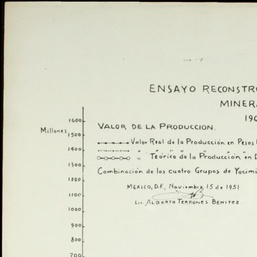 ENSAYO RECONSTR
MINERA
196
VALOR DE LA PRODUCCION.
Millones
1600
1500
1400
1300
1200
1100
1000
900
800
700
Valor Real de la Producción en Pesos
" Teórico de la Producción en D
Combinación de los cuatro Grupos de Yacimi
MEXICO, D.F., Noviembre 15 de 1951
Lic. ALBERTO TERRONES BENITEZ